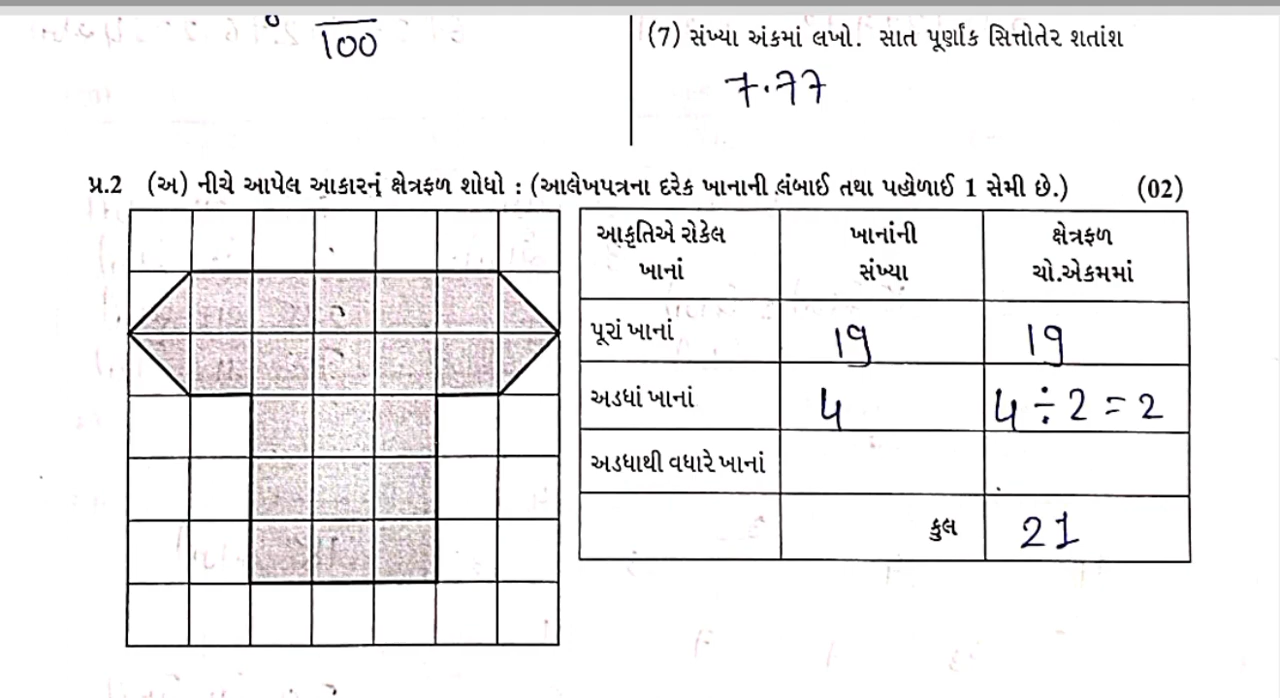 100
(7) સંખ્યા અંકમાં લખો. સાત પૂર્ણાંક સિત્તોતેર શતાંશ
7.77
પ્ર.2 (અ) નીચે આપેલ આકારનું ક્ષેત્રફળ શોધો : (આલેખપત્રના દરેક ખાનાની લંબાઈ તથા પહોળાઈ 1 સેમી છે.) (02)
આકૃતિએ રોકેલ ખાનાંની ક્ષેત્રફળ
ખાનાં સંખ્યા ચો.એકમમાં
પૂરાં ખાનાં 19 19
અડધાં ખાનાં 4 4 ÷ 2 = 2
અડધાથી વધારે ખાનાં
કુલ 21